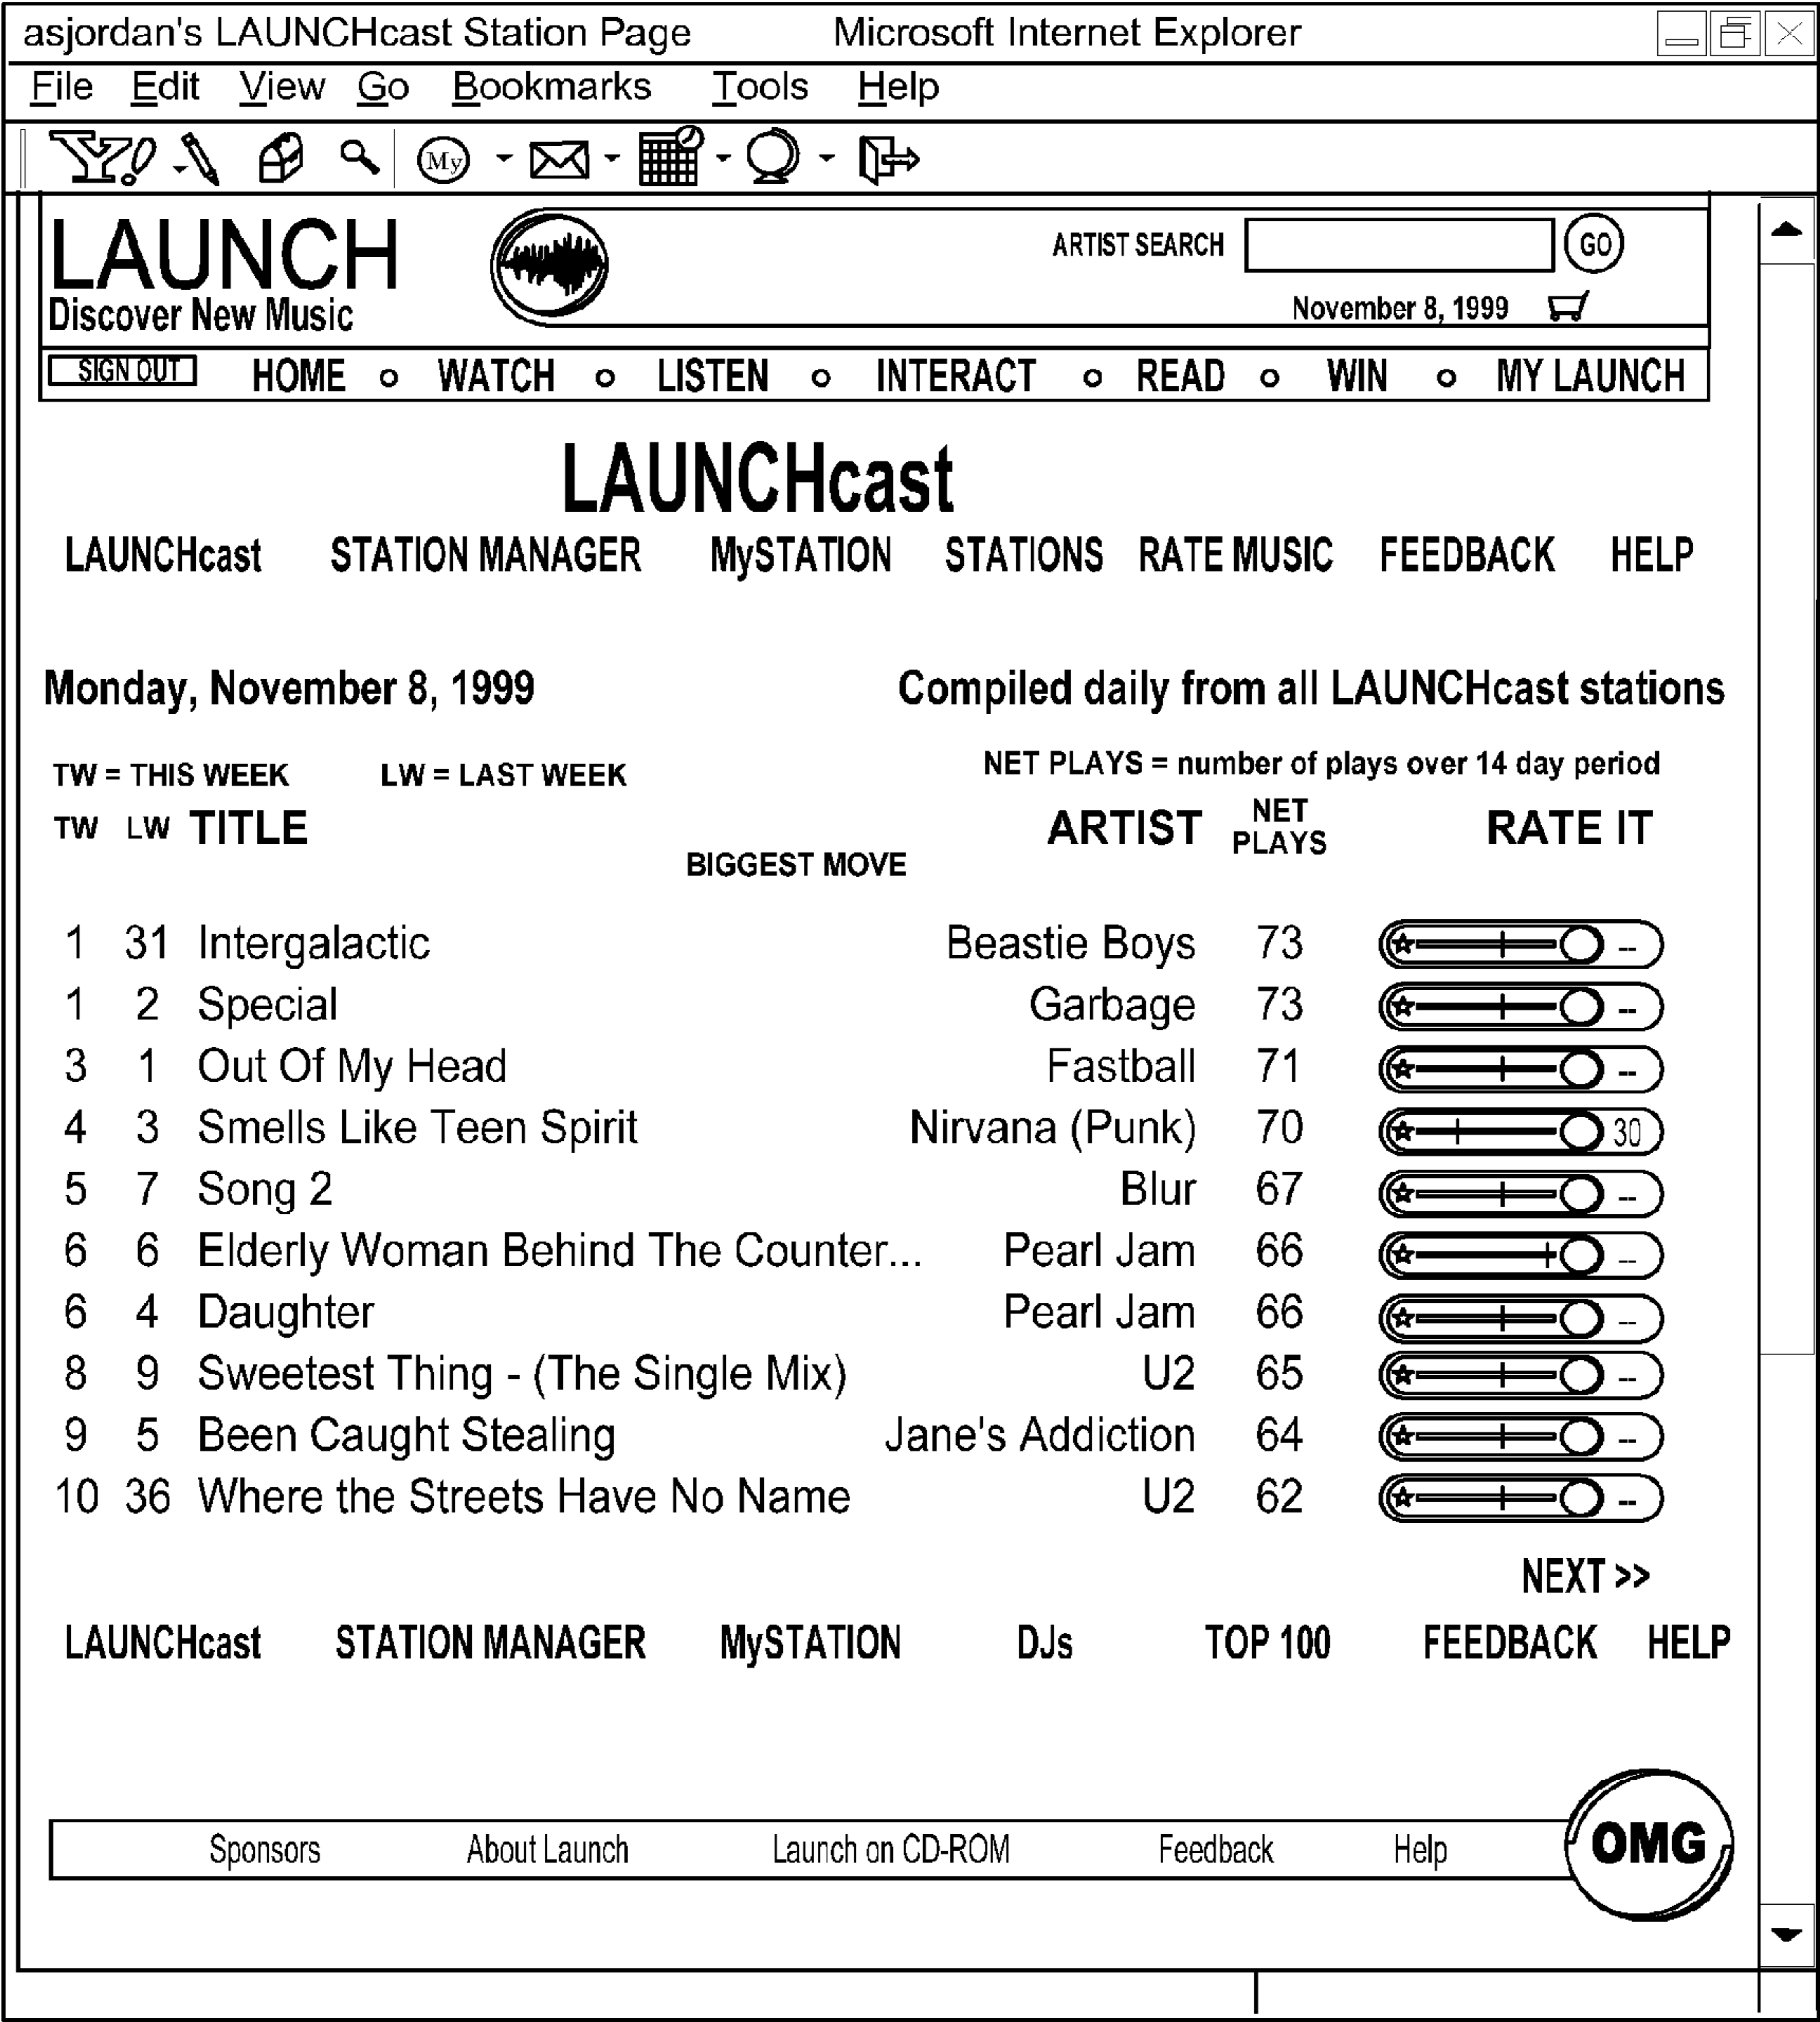 asjordan's LAUNCHcast Station Page Microsoft Internet Explorer
File Edit View Go Bookmarks Tools Help
Y! My
LAUNCH
Discover New Music
ARTIST SEARCH GO
November 8, 1999
SIGN OUT HOME o WATCH o LISTEN o INTERACT o READ o WIN o MY LAUNCH
LAUNCHcast
LAUNCHcast STATION MANAGER MySTATION STATIONS RATE MUSIC FEEDBACK HELP
Monday, November 8, 1999 Compiled daily from all LAUNCHcast stations
TW = THIS WEEK LW = LAST WEEK NET PLAYS = number of plays over 14 day period
TW LW TITLE ARTIST NET PLAYS RATE IT
BIGGEST MOVE
1 31 Intergalactic Beastie Boys 73 --
1 2 Special Garbage 73 --
3 1 Out Of My Head Fastball 71 --
4 3 Smells Like Teen Spirit Nirvana (Punk) 70 30
5 7 Song 2 Blur 67 --
6 6 Elderly Woman Behind The Counter... Pearl Jam 66 --
6 4 Daughter Pearl Jam 66 --
8 9 Sweetest Thing - (The Single Mix) U2 65 --
9 5 Been Caught Stealing Jane's Addiction 64 --
10 36 Where the Streets Have No Name U2 62 --
NEXT >>
LAUNCHcast STATION MANAGER MySTATION DJs TOP 100 FEEDBACK HELP
Sponsors About Launch Launch on CD-ROM Feedback Help OMG